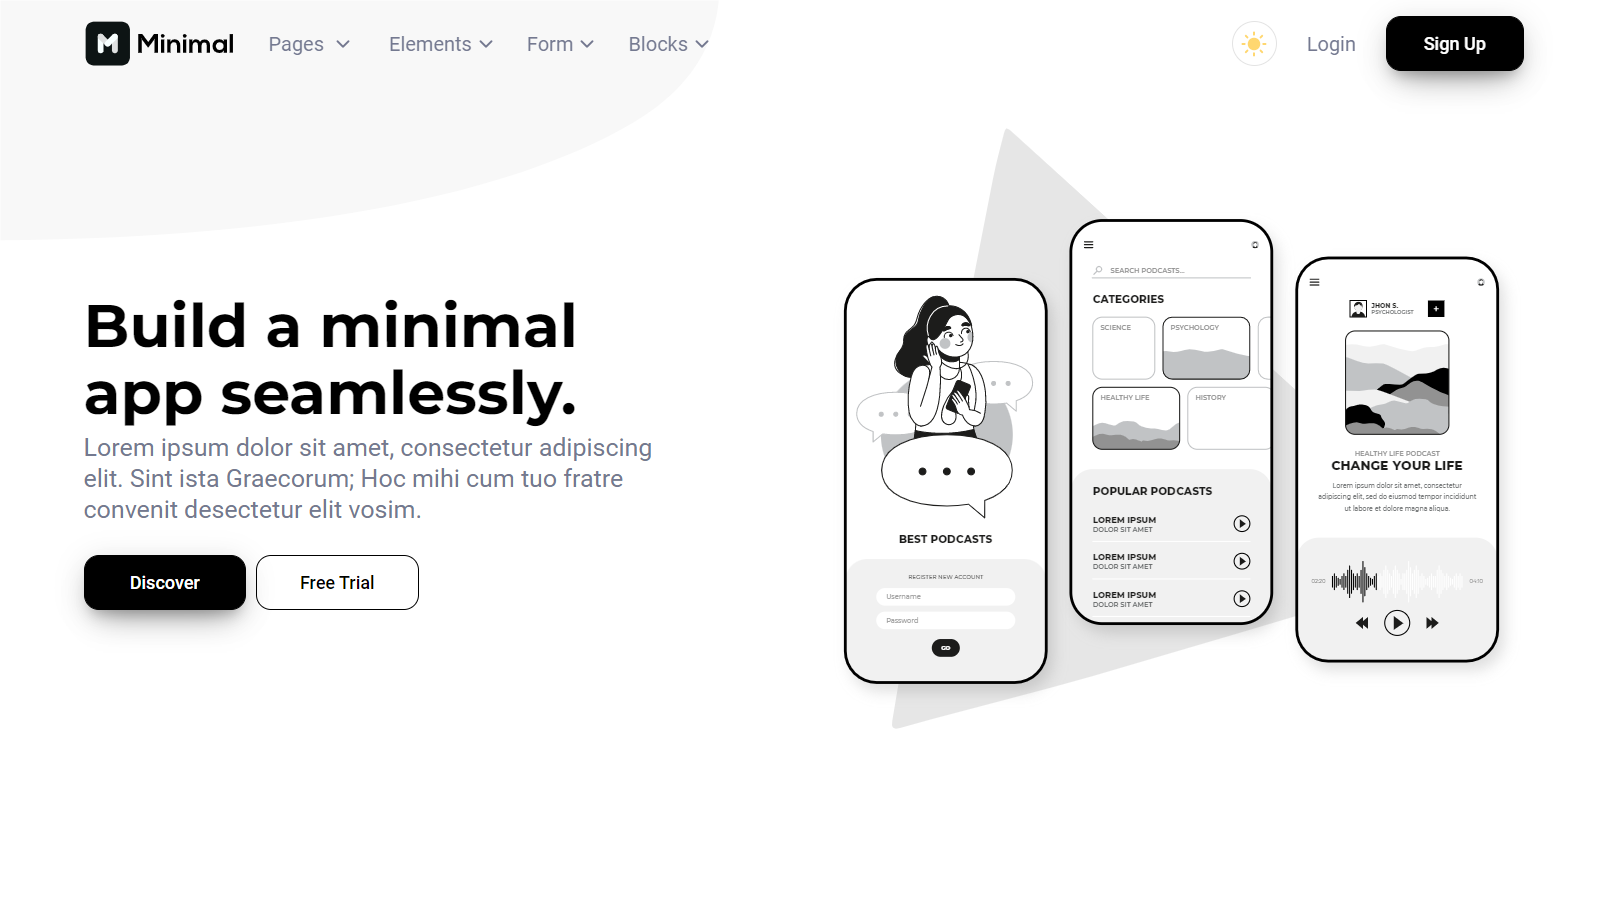 Minimal
Pages
Elements
Form
Blocks
Login
Sign Up
Build a minimal
app seamlessly.
Lorem ipsum dolor sit amet, consectetur adipiscing
elit. Sint ista Graecorum; Hoc mihi cum tuo fratre
convenit desectetur elit vosim.
Discover
Free Trial
BEST PODCASTS
REGISTER NEW ACCOUNT
Username
Password
GO
SEARCH PODCASTS...
CATEGORIES
SCIENCE
PSYCHOLOGY
HEALTHY LIFE
HISTORY
POPULAR PODCASTS
LOREM IPSUM
DOLOR SIT AMET
LOREM IPSUM
DOLOR SIT AMET
LOREM IPSUM
DOLOR SIT AMET
JHON S.
PSYCHOLOGIST
+
HEALTHY LIFE PODCAST
CHANGE YOUR LIFE
Lorem ipsum dolor sit amet, consectetur
adipiscing elit, sed do eiusmod tempor incididunt
ut labore et dolore magna aliqua.
02:20
04:10